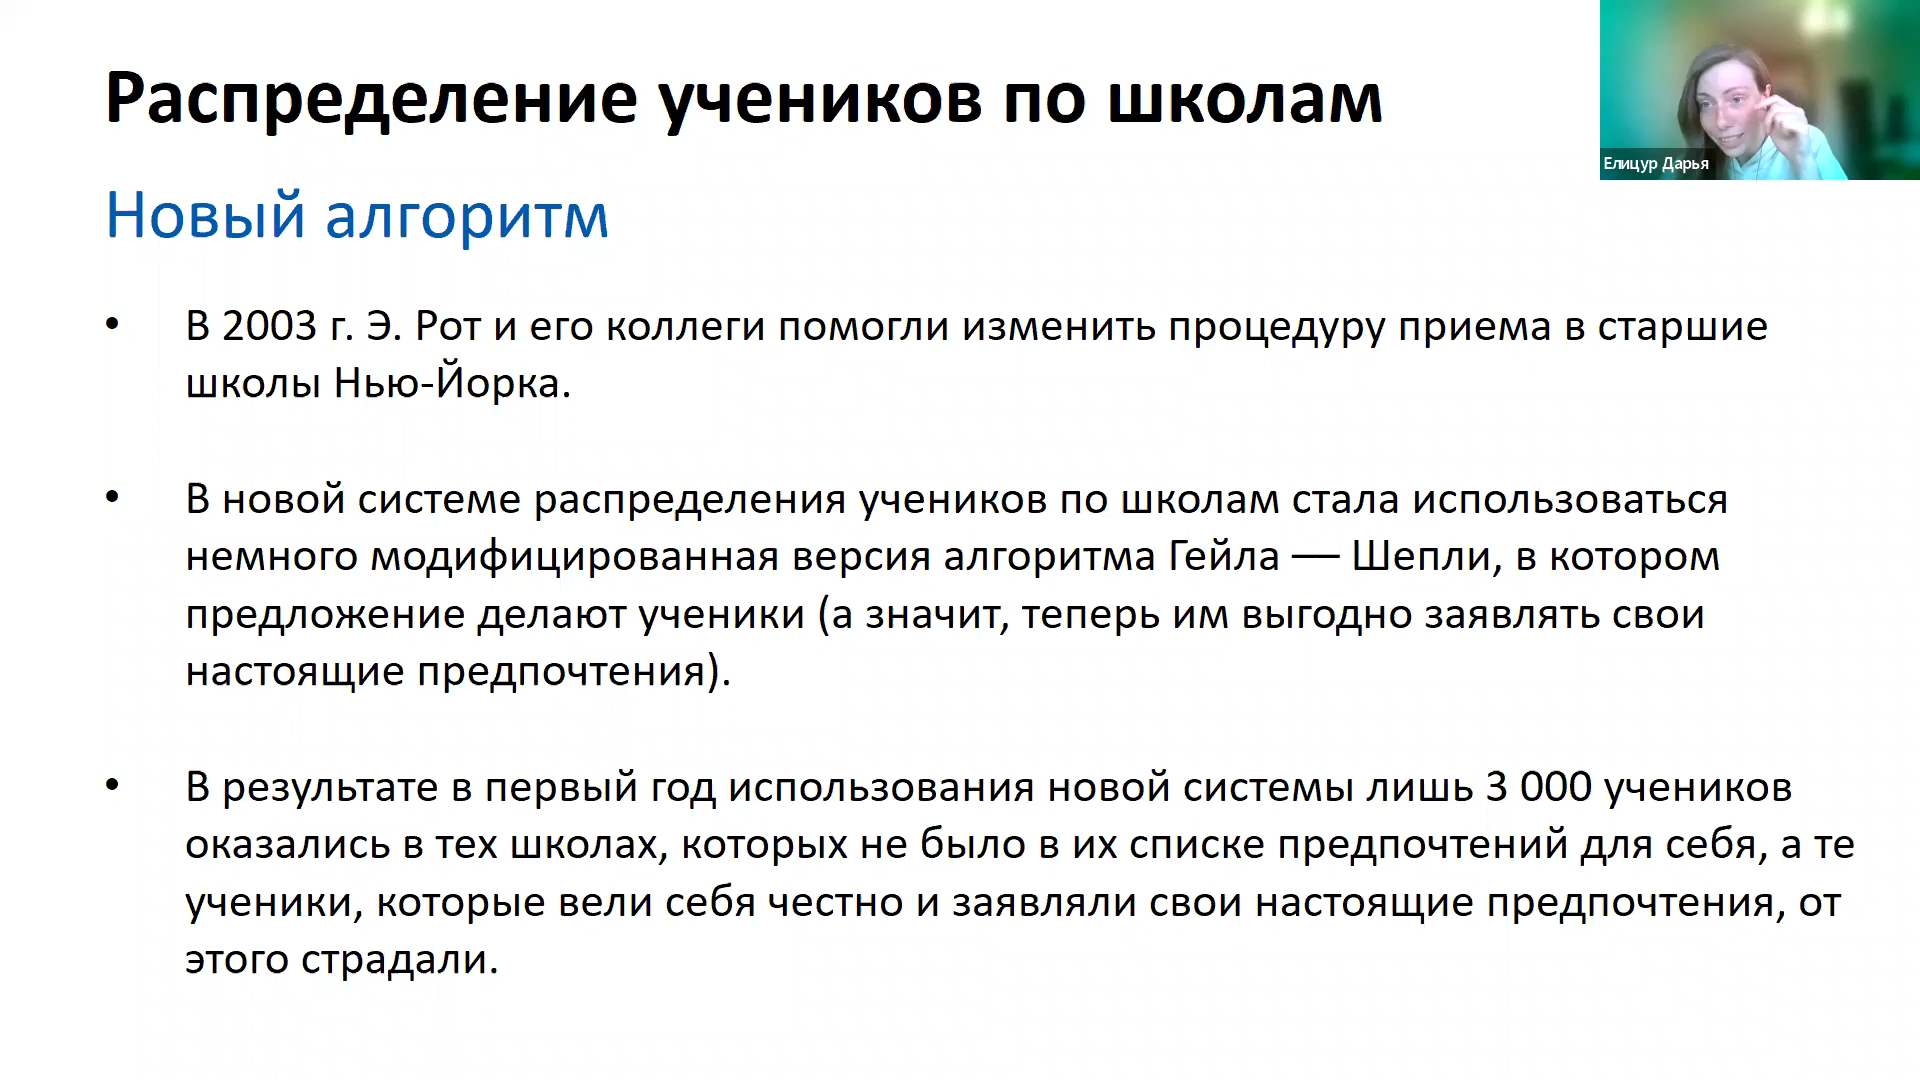 Распределение учеников по школам
Елицур Дарья
Новый алгоритм
• В 2003 г. Э. Рот и его коллеги помогли изменить процедуру приема в старшие
школы Нью-Йорка.
• В новой системе распределения учеников по школам стала использоваться
немного модифицированная версия алгоритма Гейла — Шепли, в котором
предложение делают ученики (а значит, теперь им выгодно заявлять свои
настоящие предпочтения).
• В результате в первый год использования новой системы лишь 3 000 учеников
оказались в тех школах, которых не было в их списке предпочтений для себя, а те
ученики, которые вели себя честно и заявляли свои настоящие предпочтения, от
этого страдали.